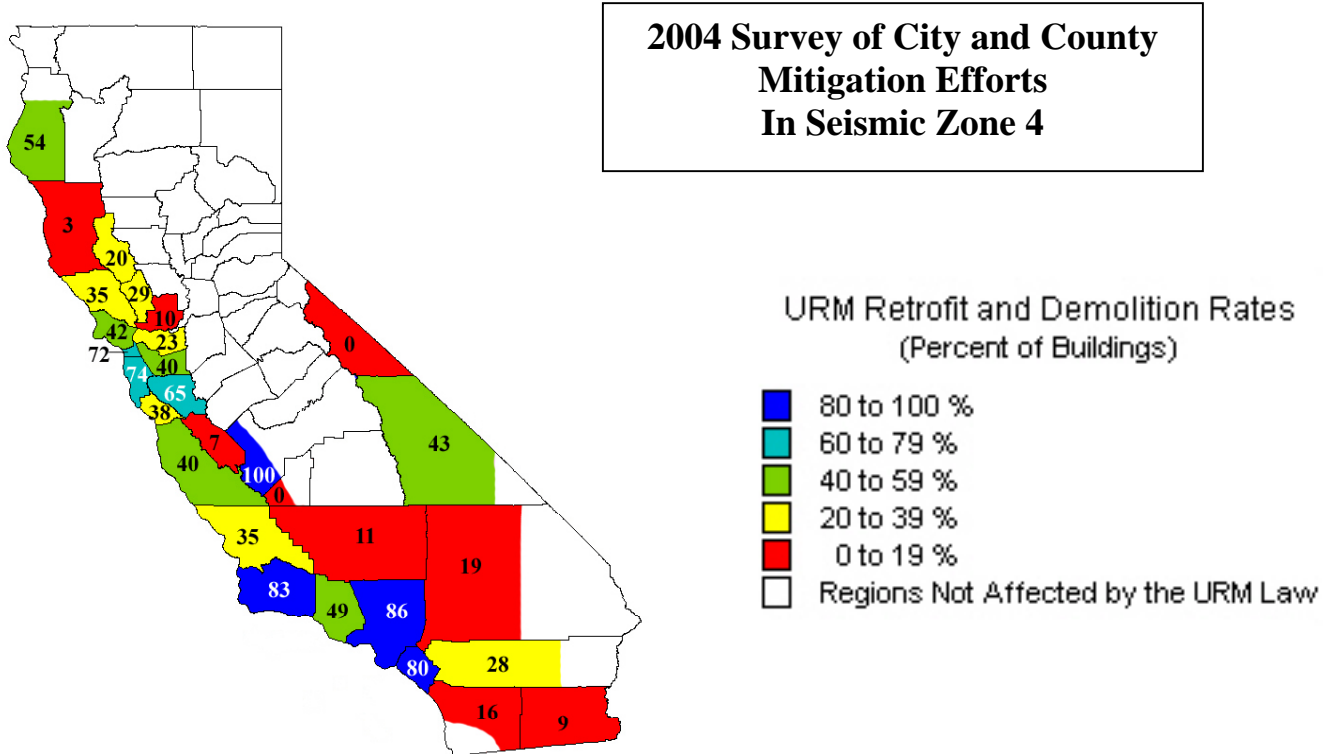 2004 Survey of City and County
Mitigation Efforts
In Seismic Zone 4
54
3
20
35
29
10
42
23
72
40
74
65
38
7
40
100
0
0
43
35
11
19
83
49
86
80
28
16
9
URM Retrofit and Demolition Rates
(Percent of Buildings)
80 to 100 %
60 to 79 %
40 to 59 %
20 to 39 %
0 to 19 %
Regions Not Affected by the URM Law